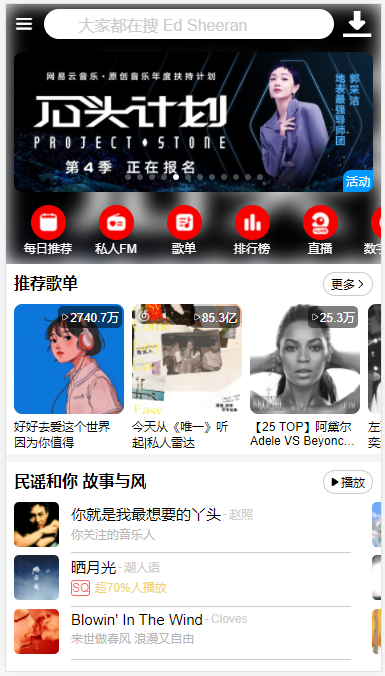 大家都在搜 Ed Sheeran
网易云音乐·原创音乐年度扶持计划
石头计划
PROJECT STONE
第4季 正在报名
郭采洁
地表最强导师团
活动
每日推荐
私人FM
歌单
排行榜
直播
数字
推荐歌单
更多
2740.7万
85.3亿
25.3万
好好去爱这个世界
因为你值得
今天从《唯一》听
起|私人雷达
【25 TOP】阿黛尔
Adele VS Beyonc...
民谣和你 故事与风
播放
你就是我最想要的丫头 - 赵照
你关注的音乐人
晒月光 - 潮人语
SQ 超70%人播放
Blowin' In The Wind - Cloves
来世做春风 浪漫又自由